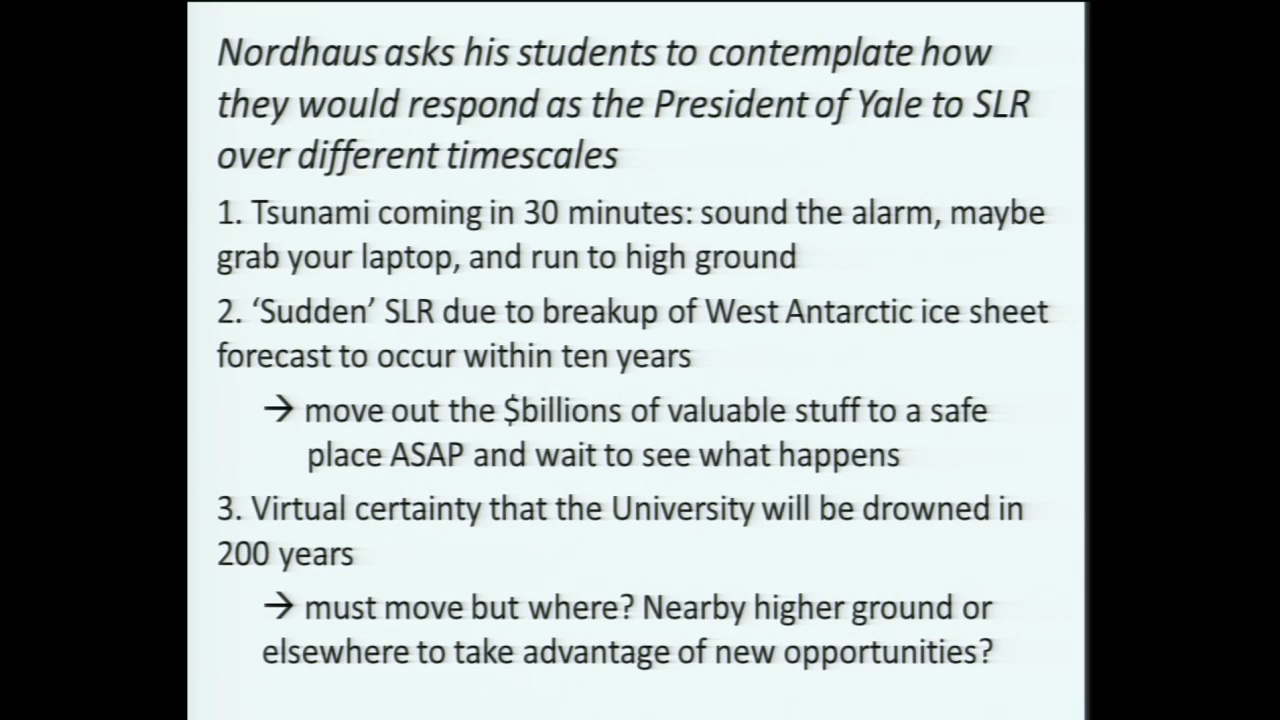 Nordhaus asks his students to contemplate how
they would respond as the President of Yale to SLR
over different timescales
1. Tsunami coming in 30 minutes: sound the alarm, maybe
grab your laptop, and run to high ground
2. ‘Sudden’ SLR due to breakup of West Antarctic ice sheet
forecast to occur within ten years
→ move out the $billions of valuable stuff to a safe
place ASAP and wait to see what happens
3. Virtual certainty that the University will be drowned in
200 years
→ must move but where? Nearby higher ground or
elsewhere to take advantage of new opportunities?